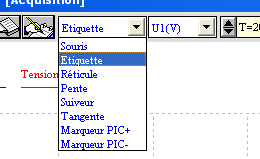 [Acquisition]
Etiquette U1(V) T=20
Souris
Etiquette
Tension
Réticule
Pente
Suiveur
Tangente
Marqueur PIC+
Marqueur PIC-